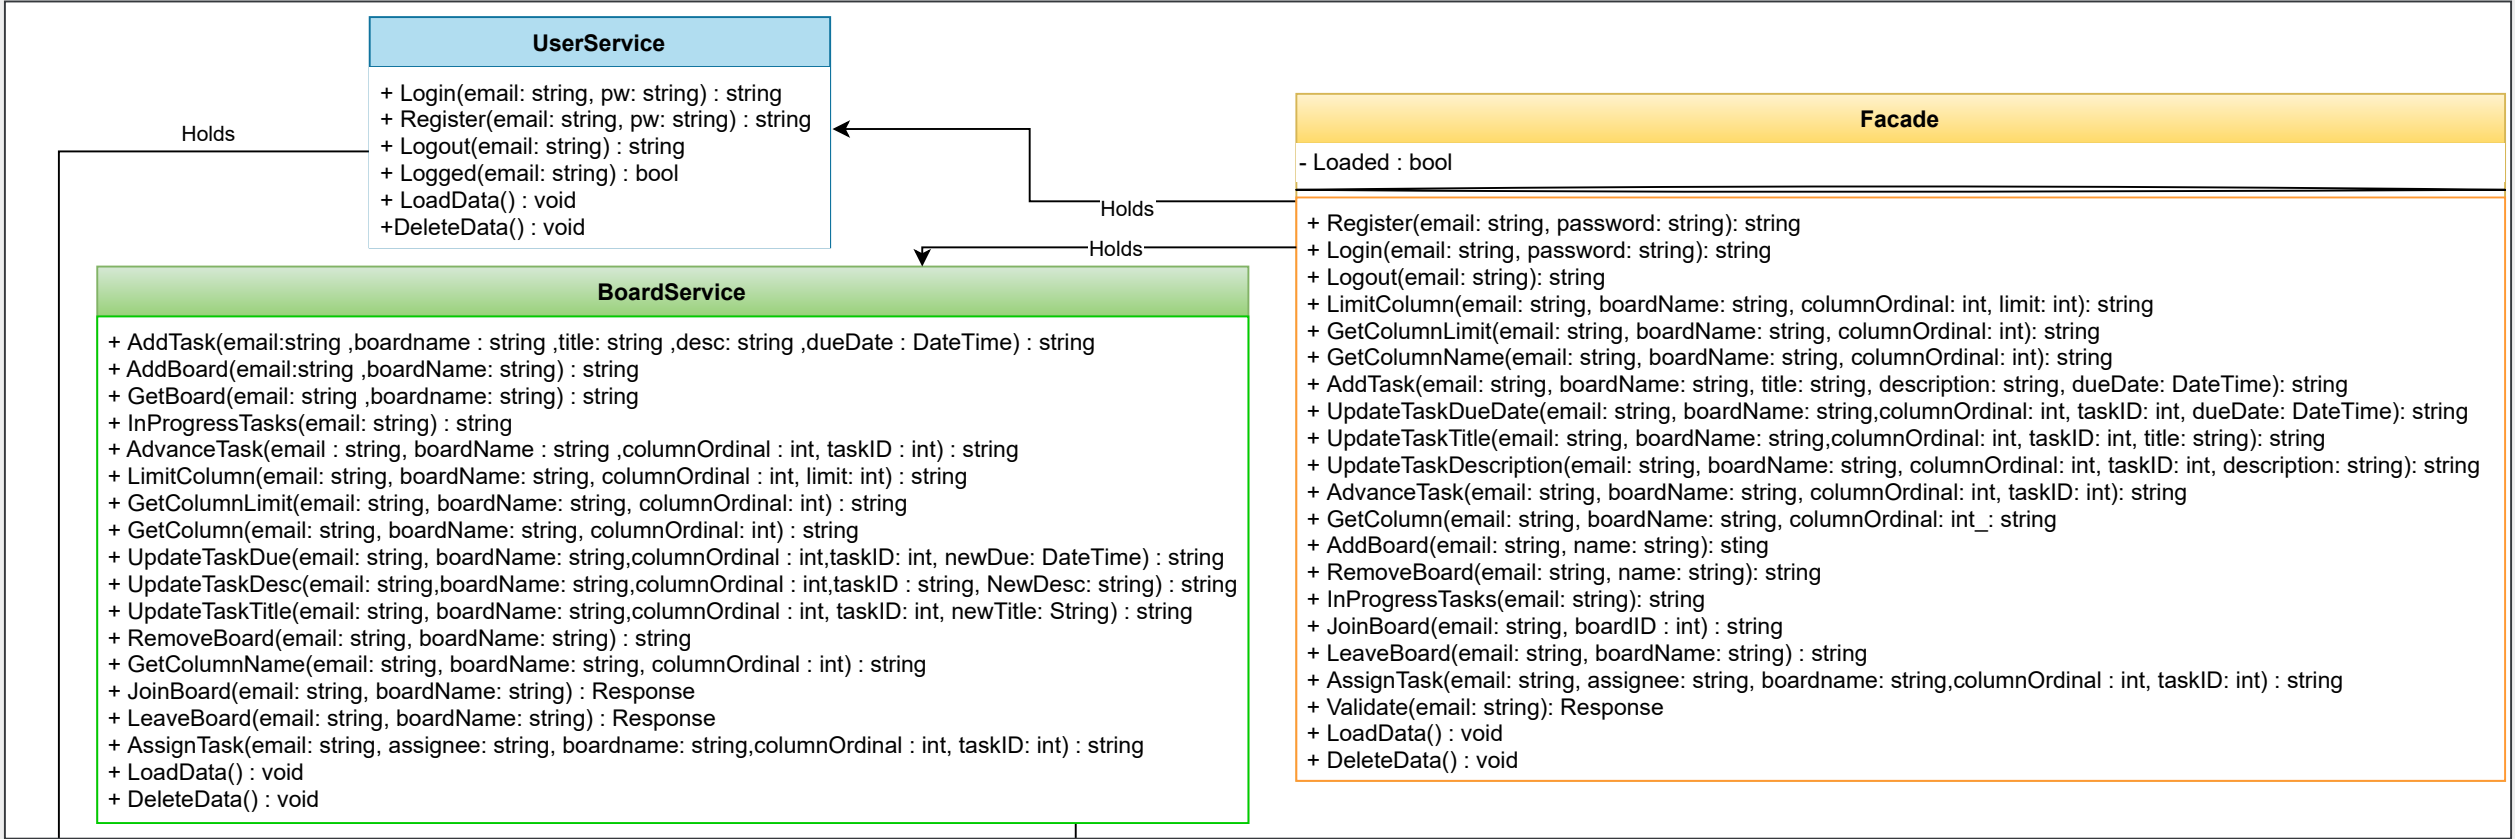 UserService
+ Login(email: string, pw: string) : string
+ Register(email: string, pw: string) : string
+ Logout(email: string) : string
+ Logged(email: string) : bool
+ LoadData() : void
+DeleteData() : void
Holds
Holds
Holds
BoardService
+ AddTask(email:string ,boardname : string ,title: string ,desc: string ,dueDate : DateTime) : string
+ AddBoard(email:string ,boardName: string) : string
+ GetBoard(email: string ,boardname: string) : string
+ InProgressTasks(email: string) : string
+ AdvanceTask(email : string, boardName : string ,columnOrdinal : int, taskID : int) : string
+ LimitColumn(email: string, boardName: string, columnOrdinal : int, limit: int) : string
+ GetColumnLimit(email: string, boardName: string, columnOrdinal: int) : string
+ GetColumn(email: string, boardName: string, columnOrdinal: int) : string
+ UpdateTaskDue(email: string, boardName: string,columnOrdinal : int,taskID: int, newDue: DateTime) : string
+ UpdateTaskDesc(email: string,boardName: string,columnOrdinal : int,taskID : string, NewDesc: string) : string
+ UpdateTaskTitle(email: string, boardName: string,columnOrdinal : int, taskID: int, newTitle: String) : string
+ RemoveBoard(email: string, boardName: string) : string
+ GetColumnName(email: string, boardName: string, columnOrdinal : int) : string
+ JoinBoard(email: string, boardName: string) : Response
+ LeaveBoard(email: string, boardName: string) : Response
+ AssignTask(email: string, assignee: string, boardname: string,columnOrdinal : int, taskID: int) : string
+ LoadData() : void
+ DeleteData() : void
Facade
- Loaded : bool
+ Register(email: string, password: string): string
+ Login(email: string, password: string): string
+ Logout(email: string): string
+ LimitColumn(email: string, boardName: string, columnOrdinal: int, limit: int): string
+ GetColumnLimit(email: string, boardName: string, columnOrdinal: int): string
+ GetColumnName(email: string, boardName: string, columnOrdinal: int): string
+ AddTask(email: string, boardName: string, title: string, description: string, dueDate: DateTime): string
+ UpdateTaskDueDate(email: string, boardName: string,columnOrdinal: int, taskID: int, dueDate: DateTime): string
+ UpdateTaskTitle(email: string, boardName: string,columnOrdinal: int, taskID: int, title: string): string
+ UpdateTaskDescription(email: string, boardName: string, columnOrdinal: int, taskID: int, description: string): string
+ AdvanceTask(email: string, boardName: string, columnOrdinal: int, taskID: int): string
+ GetColumn(email: string, boardName: string, columnOrdinal: int_: string
+ AddBoard(email: string, name: string): sting
+ RemoveBoard(email: string, name: string): string
+ InProgressTasks(email: string): string
+ JoinBoard(email: string, boardID : int) : string
+ LeaveBoard(email: string, boardName: string) : string
+ AssignTask(email: string, assignee: string, boardname: string,columnOrdinal : int, taskID: int) : string
+ Validate(email: string): Response
+ LoadData() : void
+ DeleteData() : void